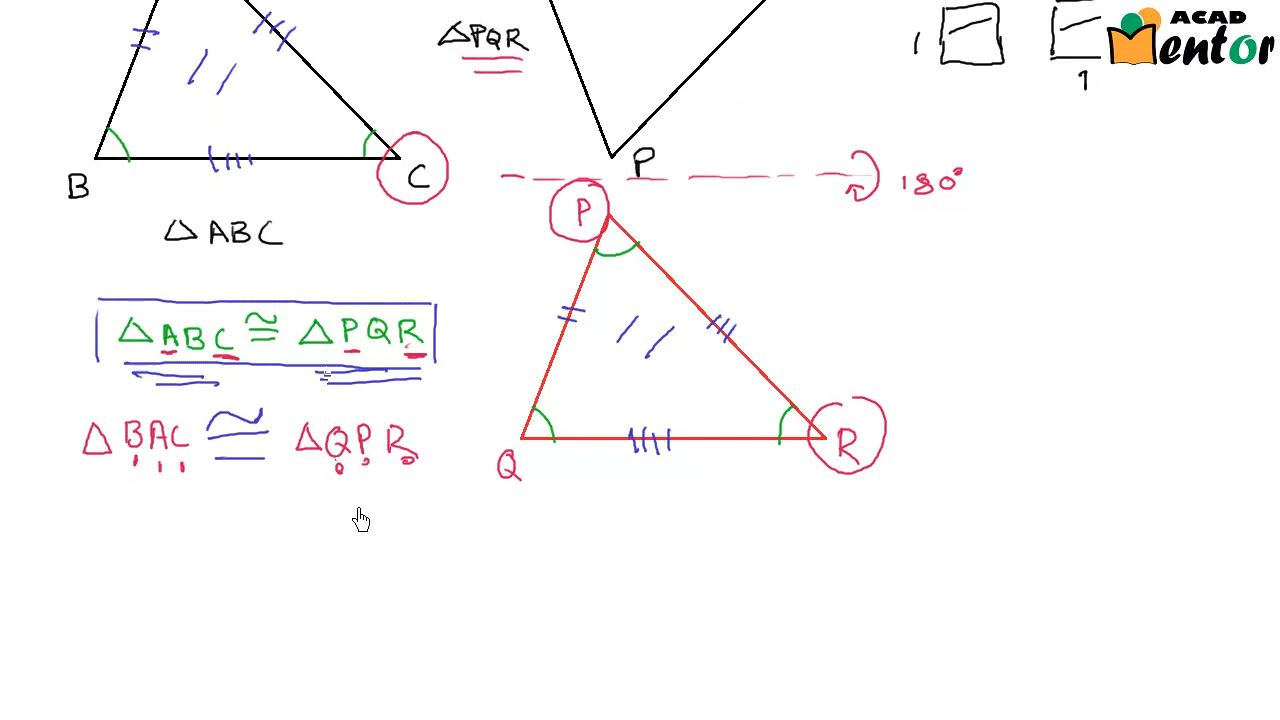 ACAD
Mentor
△PQR
1
1
B
C
P
180°
P
△ABC
△ABC ≅ △PQR
△BAC ≅ △QPR
Q
R